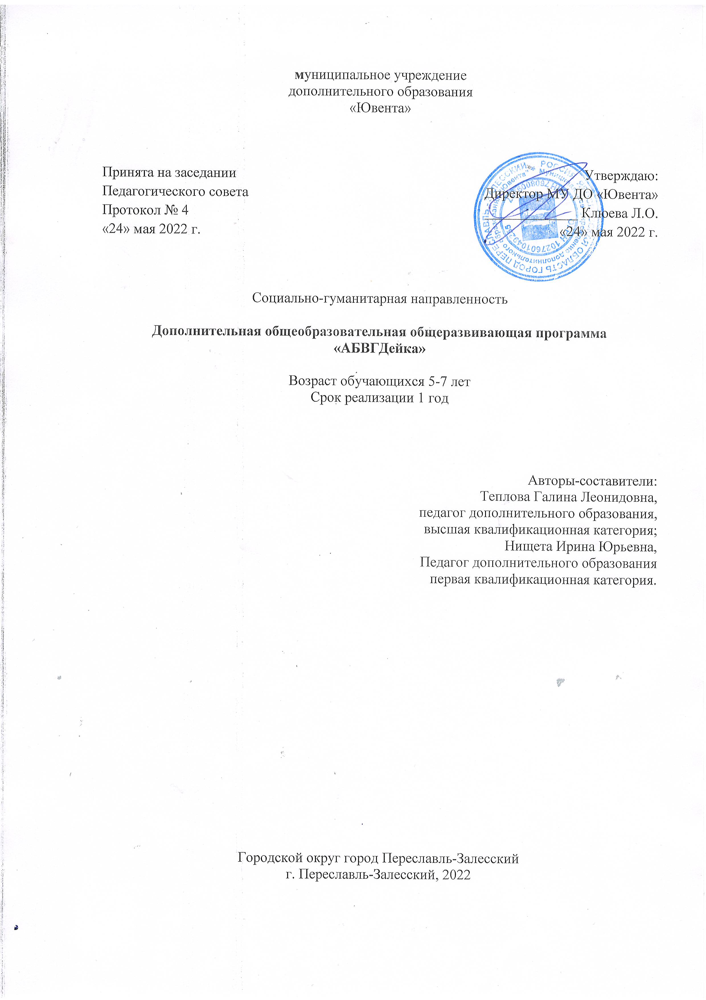 муниципальное учреждение
дополнительного образования
«Ювента»
Принята на заседании
Педагогического совета
Протокол № 4
«24» мая 2022 г.
Утверждаю:
Директор МУ ДО «Ювента»
Клюева Л.О.
«24» мая 2022 г.
Социально-гуманитарная направленность
Дополнительная общеобразовательная общеразвивающая программа
«АБВГДейка»
Возраст обучающихся 5-7 лет
Срок реализации 1 год
Авторы-составители:
Теплова Галина Леонидовна,
педагог дополнительного образования,
высшая квалификационная категория;
Нищета Ирина Юрьевна,
Педагог дополнительного образования
первая квалификационная категория.
Городской округ город Переславль-Залесский
г. Переславль-Залесский, 2022